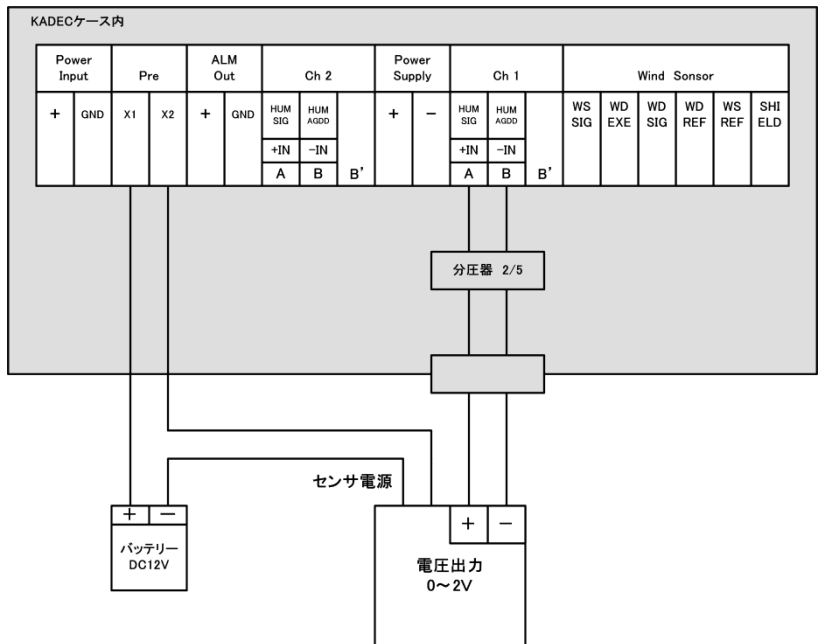 KADECケース内
Power Input
Pre
ALM Out
Ch 2
Power Supply
Ch 1
Wind Sonsor
+
GND
X1
X2
+
GND
HUM SIG
HUM AGDD
+
−
HUM SIG
HUM AGDD
WS SIG
WD EXE
WD SIG
WD REF
WS REF
SHI ELD
+IN
−IN
+IN
−IN
A
B
B'
A
B
B'
分圧器 2/5
センサ電源
+
−
+
−
バッテリー
DC12V
電圧出力
0～2V